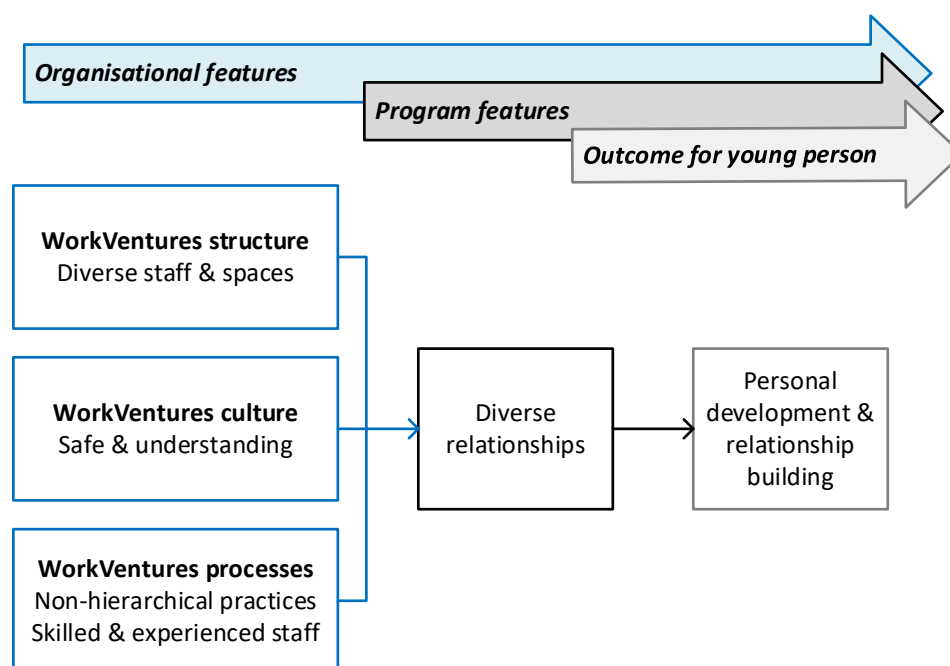 Organisational features
Program features
Outcome for young person
WorkVentures structure
Diverse staff & spaces
WorkVentures culture
Safe & understanding
WorkVentures processes
Non-hierarchical practices
Skilled & experienced staff
Diverse
relationships
Personal
development &
relationship
building